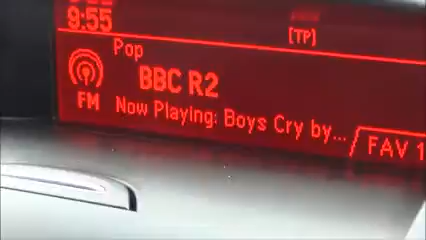 9:55
[TP]
Pop
BBC R2
FM
Now Playing: Boys Cry by...
FAV 1